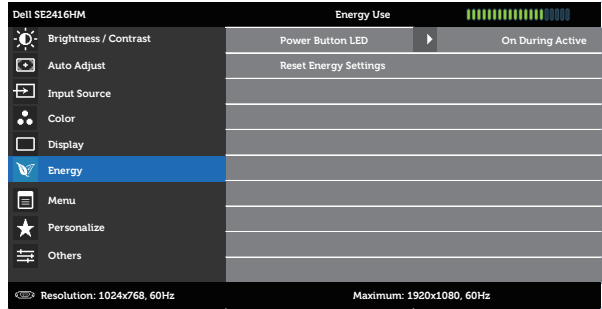 Dell SE2416HM Energy Use
Brightness / Contrast Power Button LED On During Active
Auto Adjust Reset Energy Settings
Input Source
Color
Display
Energy
Menu
Personalize
Others
Resolution: 1024x768, 60Hz Maximum: 1920x1080, 60Hz